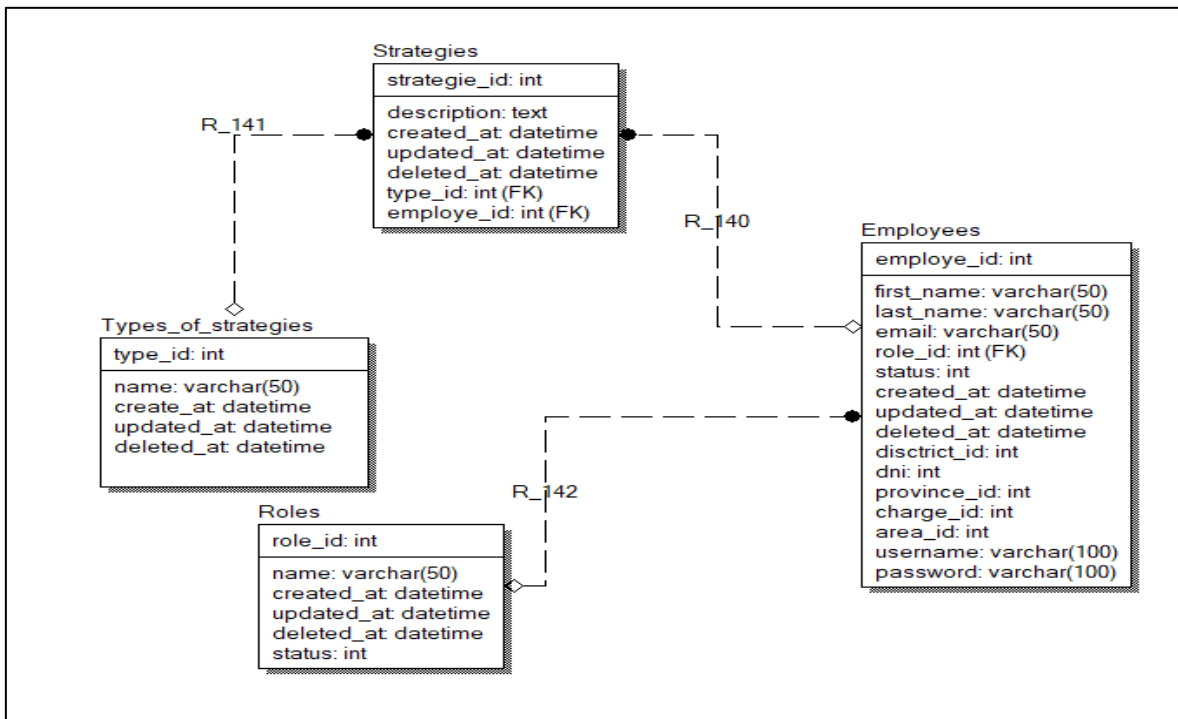 Strategies
strategie_id: int
description: text
created_at: datetime
updated_at: datetime
deleted_at: datetime
type_id: int (FK)
employe_id: int (FK)
R_141
R_140
Employees
employe_id: int
first_name: varchar(50)
last_name: varchar(50)
email: varchar(50)
role_id: int (FK)
status: int
created_at: datetime
updated_at: datetime
deleted_at: datetime
disctrict_id: int
dni: int
province_id: int
charge_id: int
area_id: int
username: varchar(100)
password: varchar(100)
Types_of_strategies
type_id: int
name: varchar(50)
create_at: datetime
updated_at: datetime
deleted_at: datetime
R_142
Roles
role_id: int
name: varchar(50)
created_at: datetime
updated_at: datetime
deleted_at: datetime
status: int